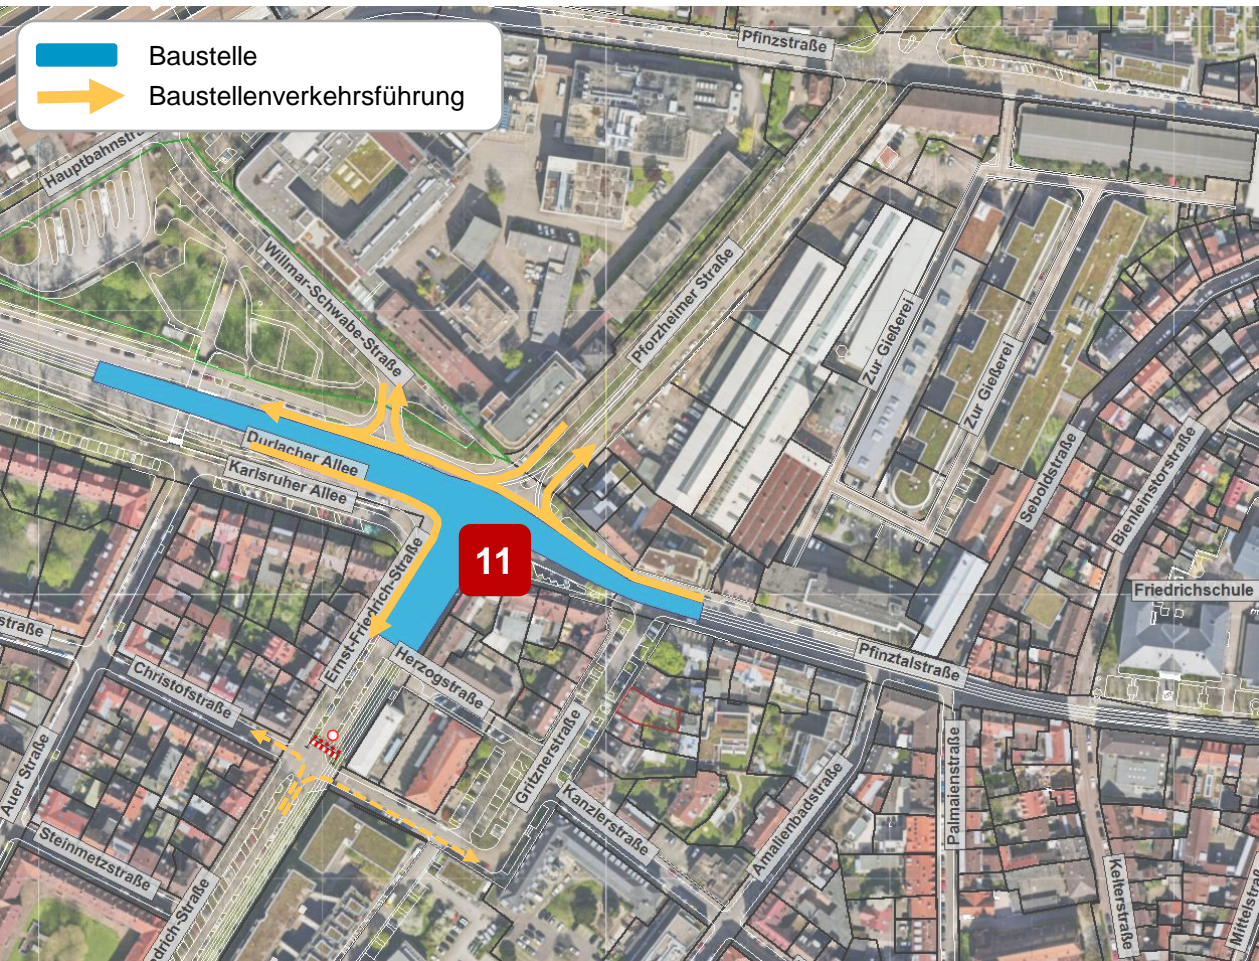 Baustelle
Baustellenverkehrsführung
Pfinzstraße
Willmar-Schwabe-Straße
Pforzheimer Straße
Zur Gießerei
Zur Gießerei
Durlacher Allee
Karlsruher Allee
Seboldstraße
Bienleinstorstraße
11
Ernst-Friedrich-Straße
Friedrichschule
straße
Herzogstraße
Pfinztalstraße
Christofstraße
Auer Straße
Gritznerstraße
Kanzlerstraße
Amalienbadstraße
Palmaienstraße
Steinmetzstraße
Kelterstraße